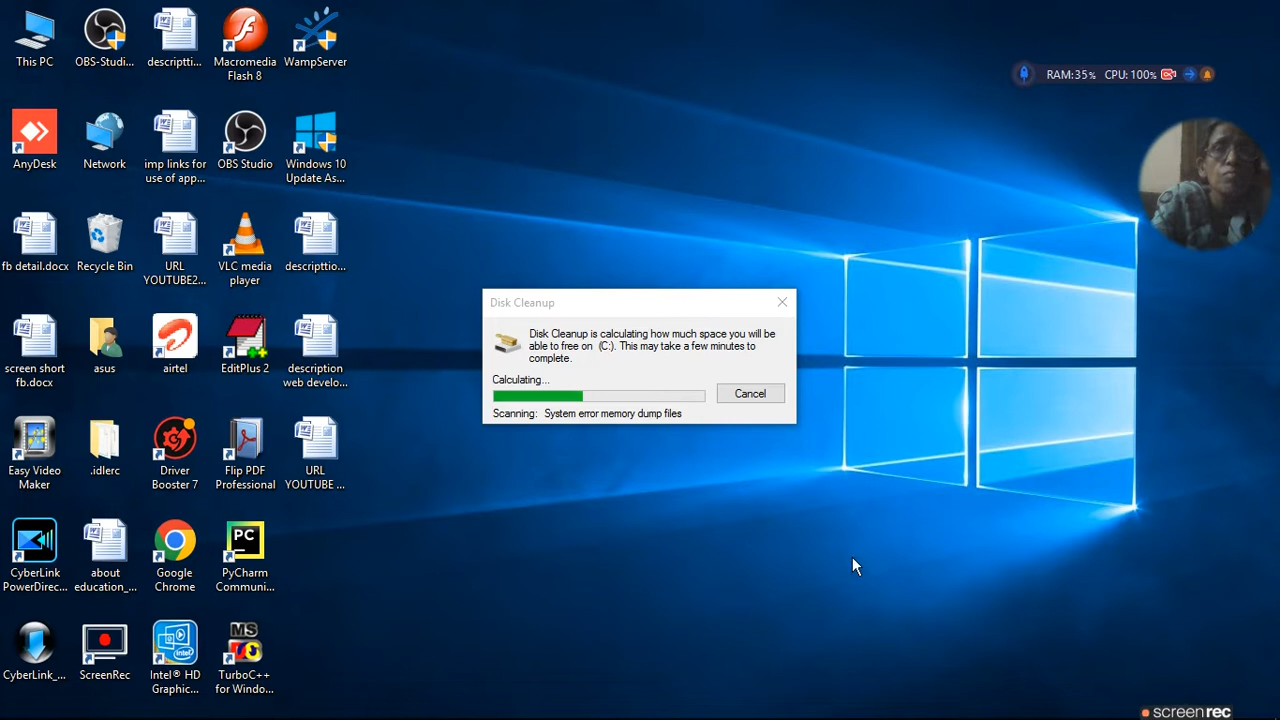 This PC
OBS-Studi...
descriptti...
Macromedia
Flash 8
WampServer
RAM:35% CPU:100%
AnyDesk
Network
imp links for
use of app...
OBS Studio
Windows 10
Update As...
fb detail.docx
Recycle Bin
URL
YOUTUBE2...
VLC media
player
descripttio...
Disk Cleanup
Disk Cleanup is calculating how much space you will be
able to free on (C:). This may take a few minutes to
complete.
Calculating...
Cancel
Scanning: System error memory dump files
screen short
fb.docx
asus
airtel
EditPlus 2
description
web develo...
Easy Video
Maker
.idlerc
Driver
Booster 7
Flip PDF
Professional
URL
YOUTUBE ...
CyberLink
PowerDirec...
about
education_...
Google
Chrome
PC
PyCharm
Communi...
CyberLink_...
ScreenRec
Intel® HD
Graphic...
MS
TurboC++
for Windo...
screenrec